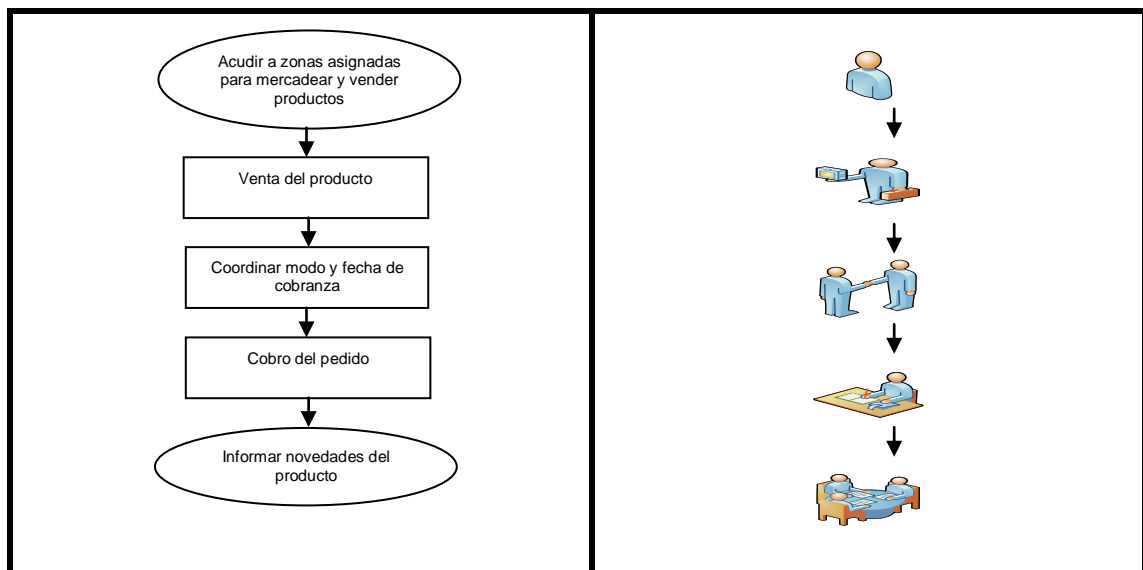 Acudir a zonas asignadas
para mercadear y vender
productos
Venta del producto
Coordinar modo y fecha de
cobranza
Cobro del pedido
Informar novedades del
producto